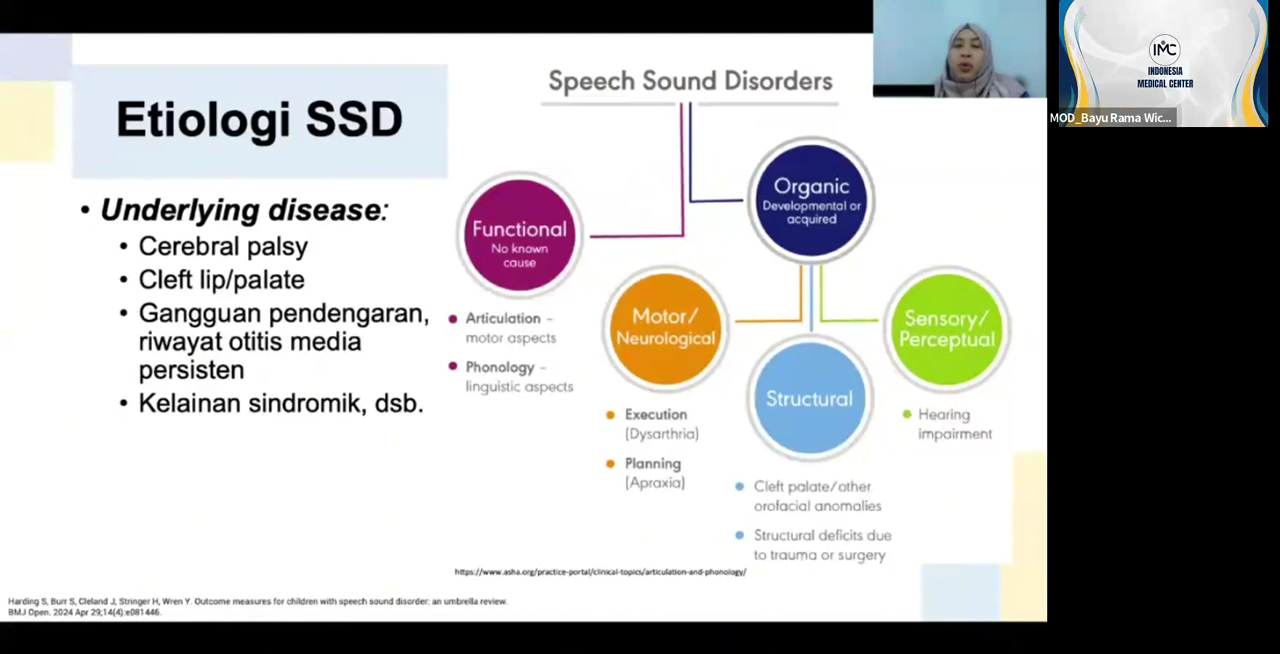 Etiologi SSD
• Underlying disease:
• Cerebral palsy
• Cleft lip/palate
• Gangguan pendengaran,
riwayat otitis media
persisten
• Kelainan sindromik, dsb.
Speech Sound Disorders
Functional
No known
cause
• Articulation –
motor aspects
• Phonology –
linguistic aspects
Organic
Developmental or
acquired
Motor/
Neurological
• Execution
(Dysarthria)
• Planning
(Apraxia)
Structural
• Cleft palate/other
orofacial anomalies
• Structural deficits due
to trauma or surgery
Sensory/
Perceptual
• Hearing
impairment
https://www.asha.org/practice-portal/clinical-topics/articulation-and-phonology/
Harding S, Burr S, Cleland J, Stringer H, Wren Y. Outcome measures for children with speech sound disorder: an umbrella review.
BMJ Open. 2024 Apr 29;14(4):e081446.
IMC
INDONESIA
MEDICAL CENTER
MOD_Bayu Rama Wic...